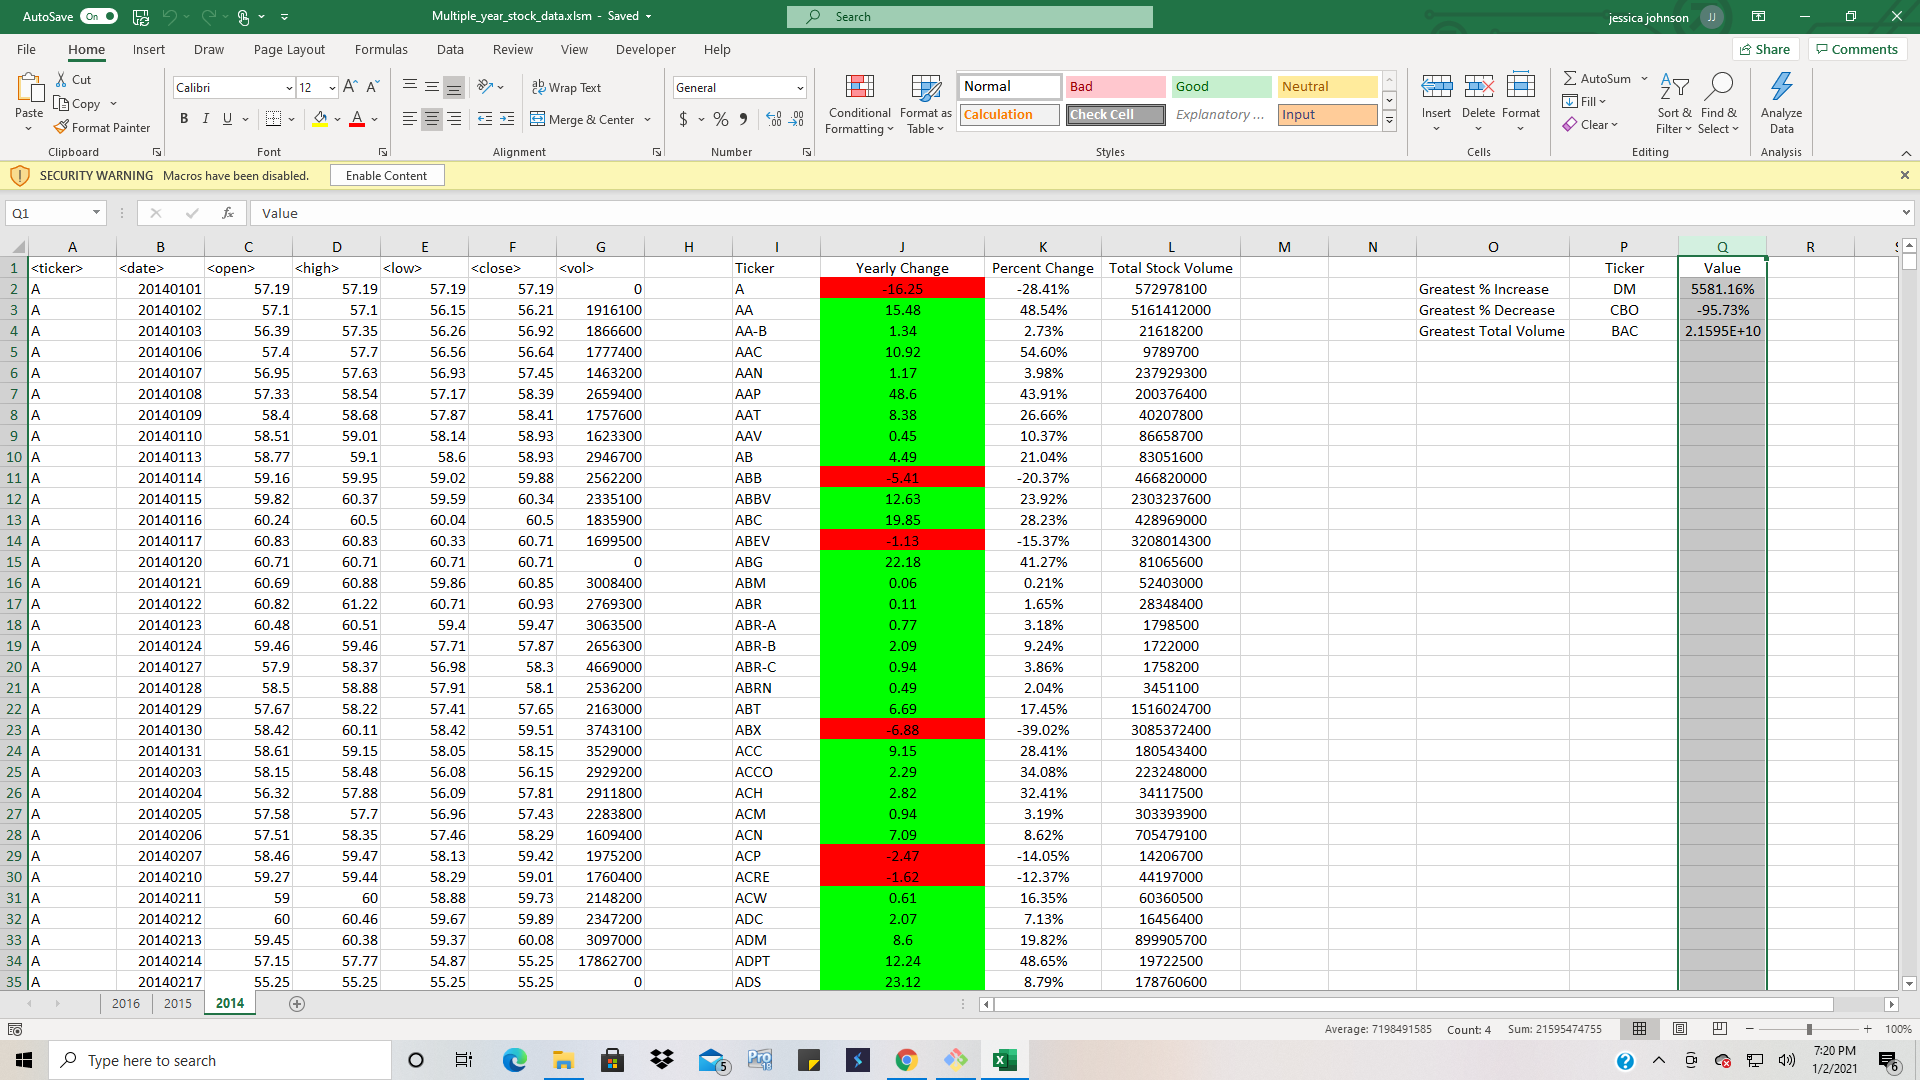 AutoSave On Multiple_year_stock_data.xlsm - Saved Search jessica johnson JJ
File Home Insert Draw Page Layout Formulas Data Review View Developer Help Share Comments
Paste Cut Copy Format Painter Clipboard
Calibri 12 A A B I U A Font
ab Wrap Text Merge & Center Alignment
General $ % Number
Conditional Formatting Format as Table
Normal Bad Good Neutral
Calculation Check Cell Explanatory ... Input
Styles
Insert Delete Format Cells
AutoSum Fill Clear Sort & Filter Find & Select Editing
Analyze Data Analysis
SECURITY WARNING Macros have been disabled. Enable Content
Q1 fx Value
A B C D E F G H I J K L M N O P Q R
1 <ticker> <date> <open> <high> <low> <close> <vol> Ticker Yearly Change Percent Change Total Stock Volume Ticker Value
2 A 20140101 57.19 57.19 57.19 57.19 0 A -16.25 -28.41% 572978100 Greatest % Increase DM 5581.16%
3 A 20140102 57.1 57.1 56.15 56.21 1916100 AA 15.48 48.54% 5161412000 Greatest % Decrease CBO -95.73%
4 A 20140103 56.39 57.35 56.26 56.92 1866600 AA-B 1.34 2.73% 21618200 Greatest Total Volume BAC 2.1595E+10
5 A 20140106 57.4 57.7 56.56 56.64 1777400 AAC 10.92 54.60% 9789700
6 A 20140107 56.95 57.63 56.93 57.45 1463200 AAN 1.17 3.98% 237929300
7 A 20140108 57.33 58.54 57.17 58.39 2659400 AAP 48.6 43.91% 200376400
8 A 20140109 58.4 58.68 57.87 58.41 1757600 AAT 8.38 26.66% 40207800
9 A 20140110 58.51 59.01 58.14 58.93 1623300 AAV 0.45 10.37% 86658700
10 A 20140113 58.77 59.1 58.6 58.93 2946700 AB 4.49 21.04% 83051600
11 A 20140114 59.16 59.95 59.02 59.88 2562200 ABB -5.41 -20.37% 466820000
12 A 20140115 59.82 60.37 59.59 60.34 2335100 ABBV 12.63 23.92% 2303237600
13 A 20140116 60.24 60.5 60.04 60.5 1835900 ABC 19.85 28.23% 428969000
14 A 20140117 60.83 60.83 60.33 60.71 1699500 ABEV -1.13 -15.37% 3208014300
15 A 20140120 60.71 60.71 60.71 60.71 0 ABG 22.18 41.27% 81065600
16 A 20140121 60.69 60.88 59.86 60.85 3008400 ABM 0.06 0.21% 52403000
17 A 20140122 60.82 61.22 60.71 60.93 2769300 ABR 0.11 1.65% 28348400
18 A 20140123 60.48 60.51 59.4 59.47 3063500 ABR-A 0.77 3.18% 1798500
19 A 20140124 59.46 59.46 57.71 57.87 2656300 ABR-B 2.09 9.24% 1722000
20 A 20140127 57.9 58.37 56.98 58.3 4669000 ABR-C 0.94 3.86% 1758200
21 A 20140128 58.5 58.88 57.91 58.1 2536200 ABRN 0.49 2.04% 3451100
22 A 20140129 57.67 58.22 57.41 57.65 2163000 ABT 6.69 17.45% 1516024700
23 A 20140130 58.42 60.11 58.42 59.51 3743100 ABX -6.88 -39.02% 3085372400
24 A 20140131 58.61 59.15 58.05 58.15 3529000 ACC 9.15 28.41% 180543400
25 A 20140203 58.15 58.48 56.08 56.15 2929200 ACCO 2.29 34.08% 223248000
26 A 20140204 56.32 57.88 56.09 57.81 2911800 ACH 2.82 32.41% 34117500
27 A 20140205 57.58 57.7 56.96 57.43 2283800 ACM 0.94 3.19% 303393900
28 A 20140206 57.51 58.35 57.46 58.29 1609400 ACN 7.09 8.62% 705479100
29 A 20140207 58.46 59.47 58.13 59.42 1975200 ACP -2.47 -14.05% 14206700
30 A 20140210 59.27 59.44 58.29 59.01 1760400 ACRE -1.62 -12.37% 44197000
31 A 20140211 59 60 58.88 59.73 2148200 ACW 0.61 16.35% 60360500
32 A 20140212 60 60.46 59.67 59.89 2347200 ADC 2.07 7.13% 16456400
33 A 20140213 59.45 60.38 59.37 60.08 3097000 ADM 8.6 19.82% 899905700
34 A 20140214 57.15 57.77 54.87 55.25 17862700 ADPT 12.24 48.65% 19722500
35 A 20140217 55.25 55.25 55.25 55.25 0 ADS 23.12 8.79% 178760600
2016 2015 2014
Average: 7198491585 Count: 4 Sum: 21595474755 100%
Type here to search 5 Pro 18 7:20 PM
1/2/2021 6